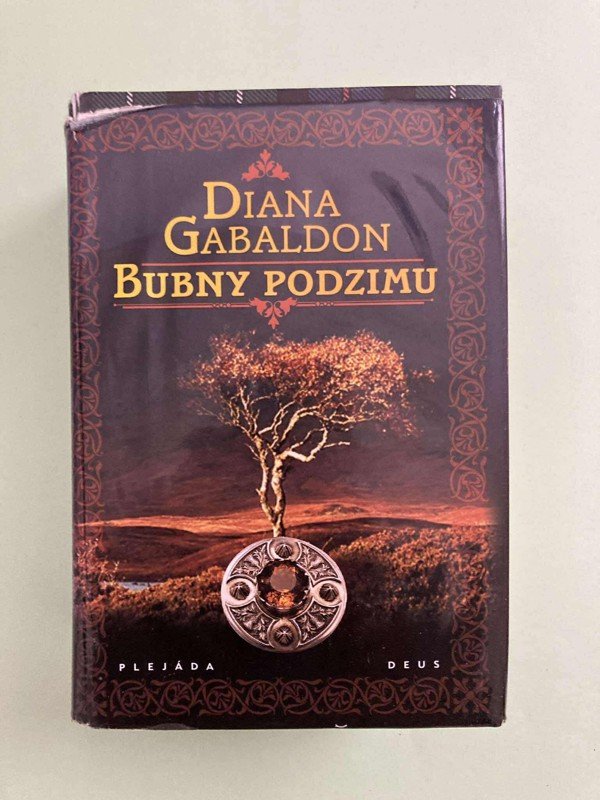 DIANA
GABALDON
BUBNY PODZIMU
PLEJÁDA
DEUS